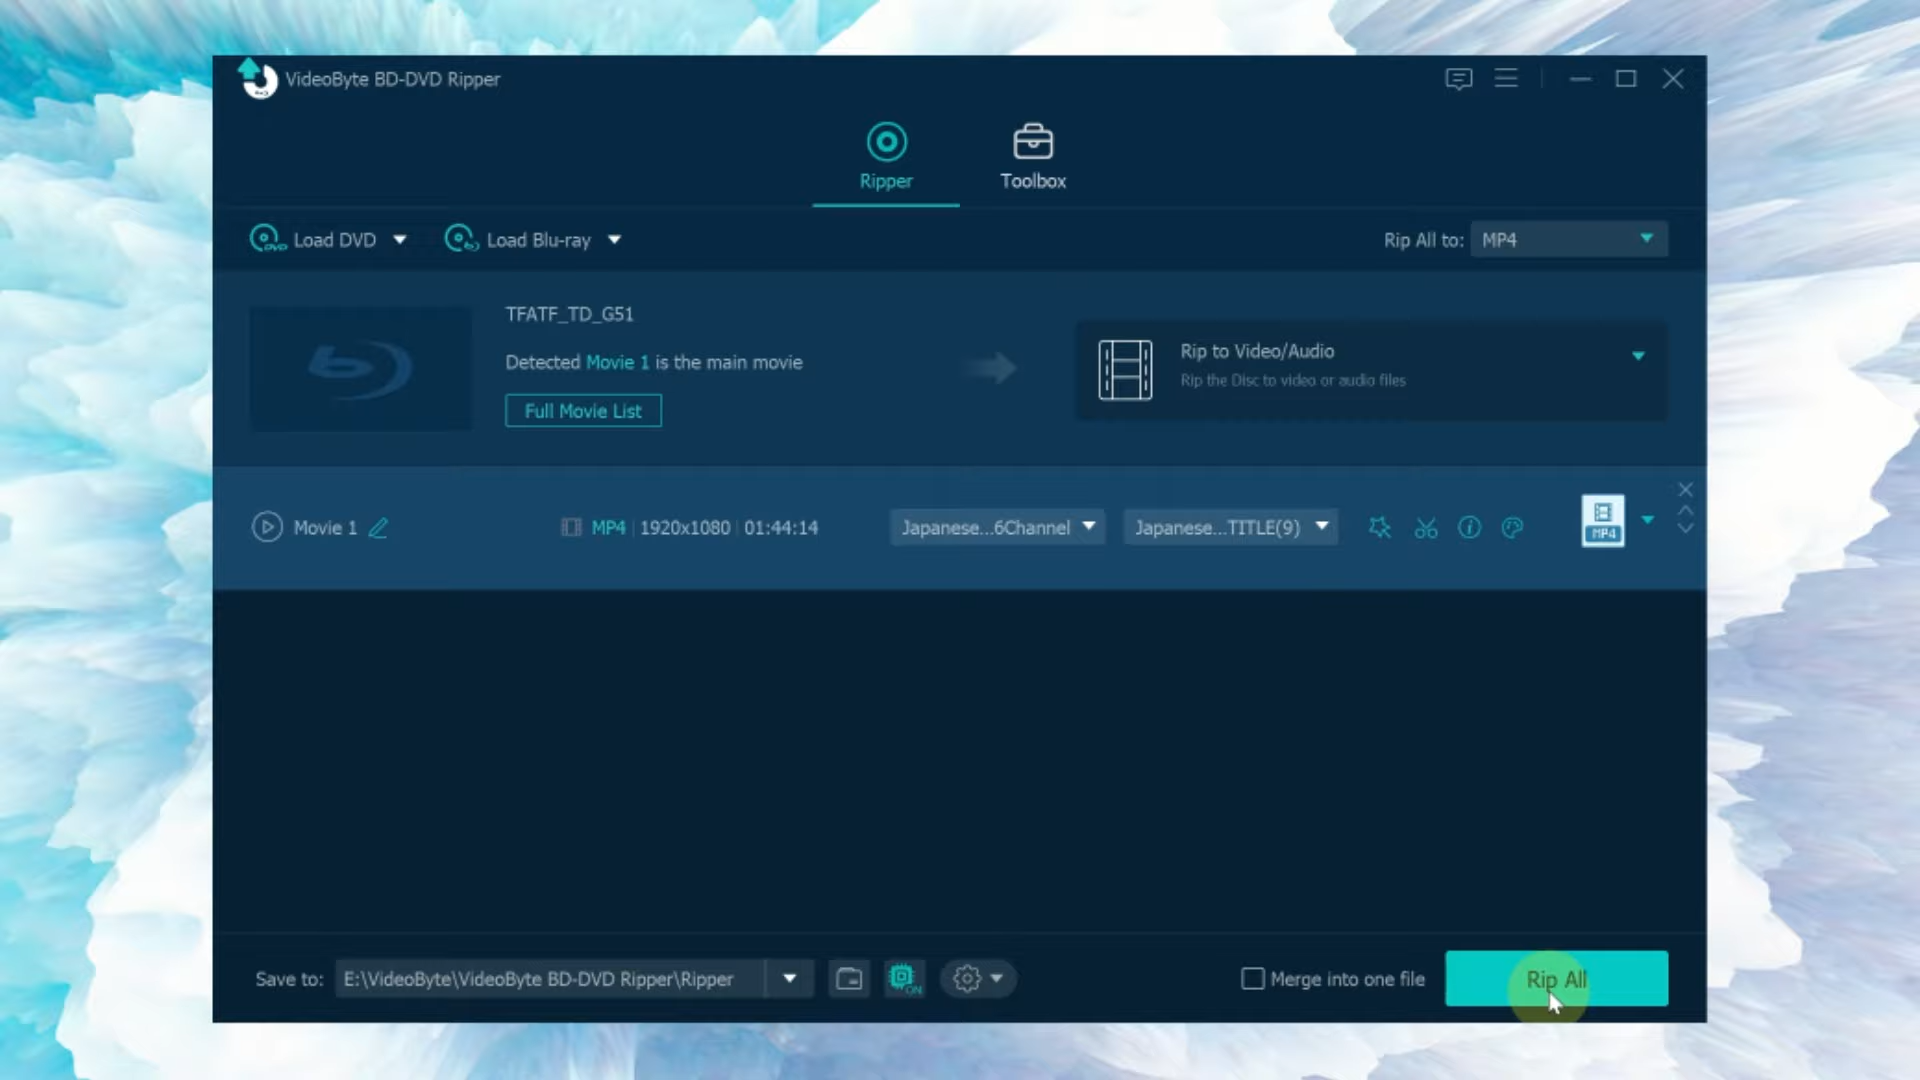 VideoByte BD-DVD Ripper
Ripper
Toolbox
Load DVD
Load Blu-ray
Rip All to:
MP4
TFATF_TD_G51
Detected Movie 1 is the main movie
Full Movie List
Rip to Video/Audio
Rip the Disc to video or audio files
Movie 1
MP4 1920x1080 01:44:14
Japanese...6Channel
Japanese...TITLE(9)
MP4
Save to:
E:\VideoByte\VideoByte BD-DVD Ripper\Ripper
ON
Merge into one file
Rip All